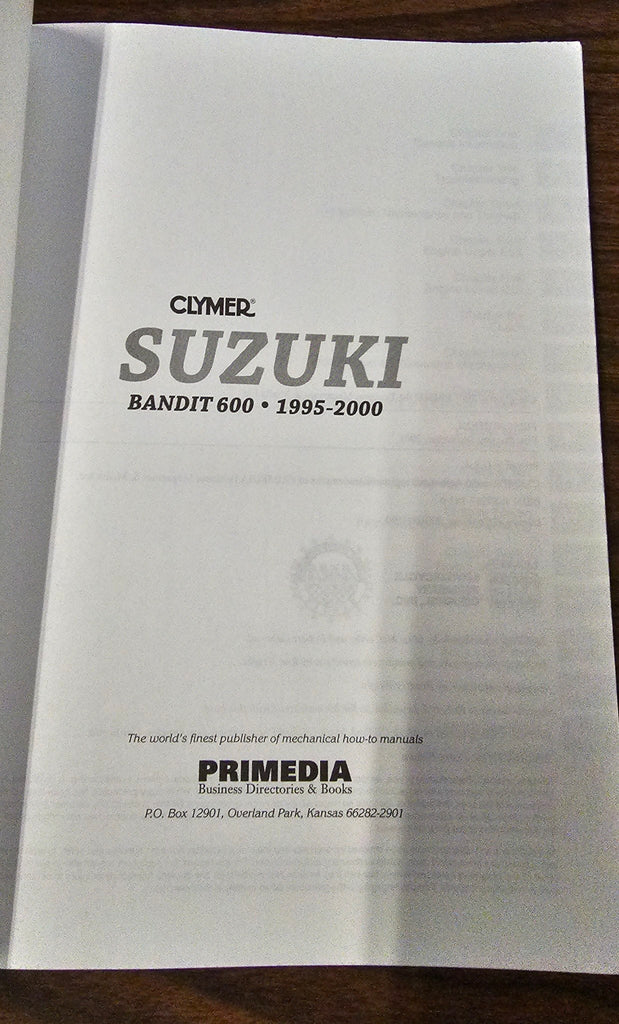 CLYMER®
SUZUKI
BANDIT 600 • 1995-2000
The world's finest publisher of mechanical how-to manuals
PRIMEDIA
Business Directories & Books
P.O. Box 12901, Overland Park, Kansas 66282-2901